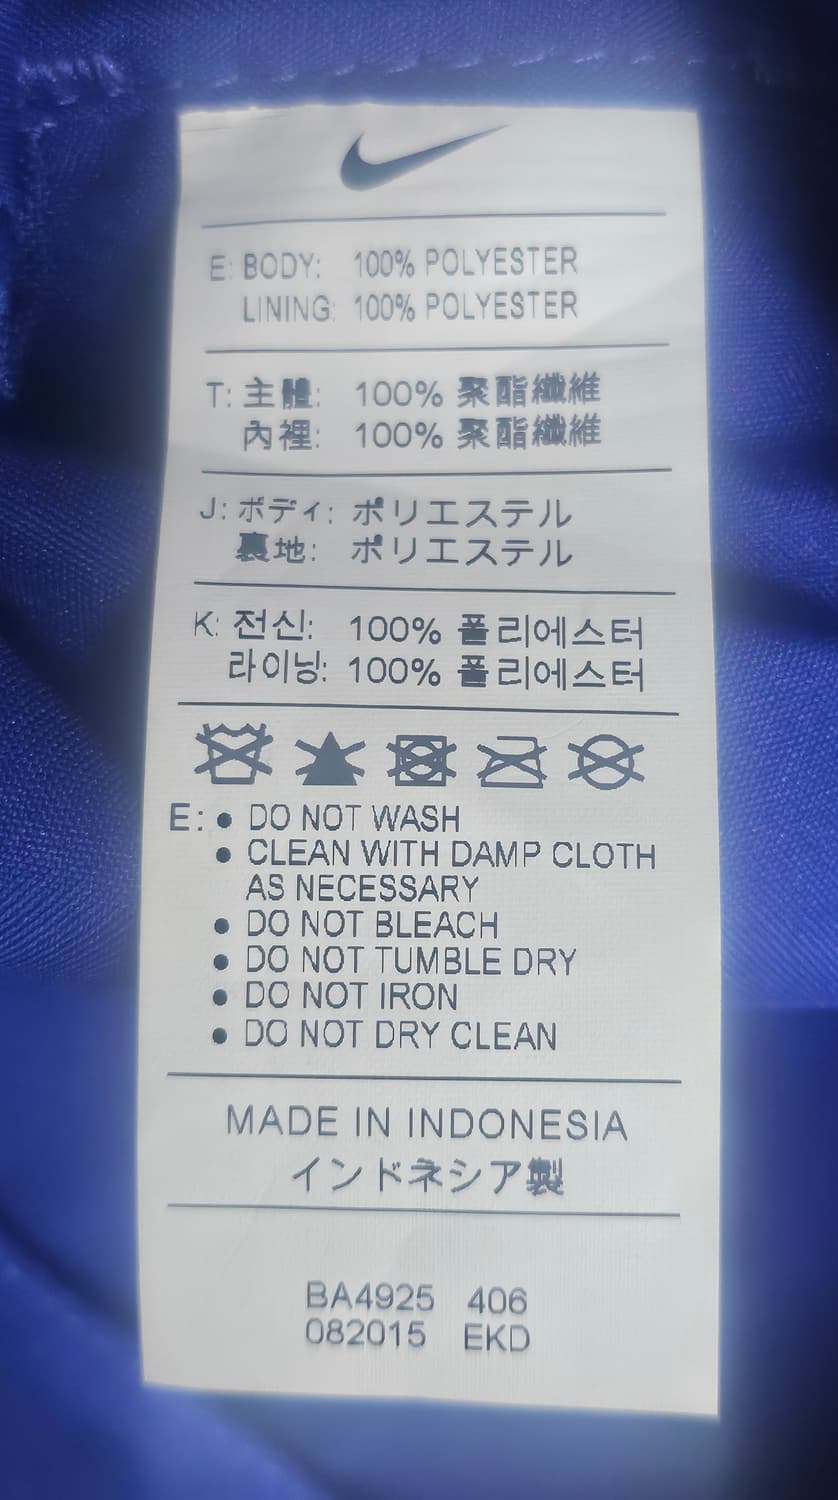 E: BODY: 100% POLYESTER
LINING: 100% POLYESTER
T: 主體: 100% 聚酯纖維
內裡: 100% 聚酯纖維
J: ボディ: ポリエステル
裏地: ポリエステル
K: 전신: 100% 폴리에스터
라이닝: 100% 폴리에스터
E: • DO NOT WASH
• CLEAN WITH DAMP CLOTH
AS NECESSARY
• DO NOT BLEACH
• DO NOT TUMBLE DRY
• DO NOT IRON
• DO NOT DRY CLEAN
MADE IN INDONESIA
インドネシア製
BA4925 406
082015 EKD